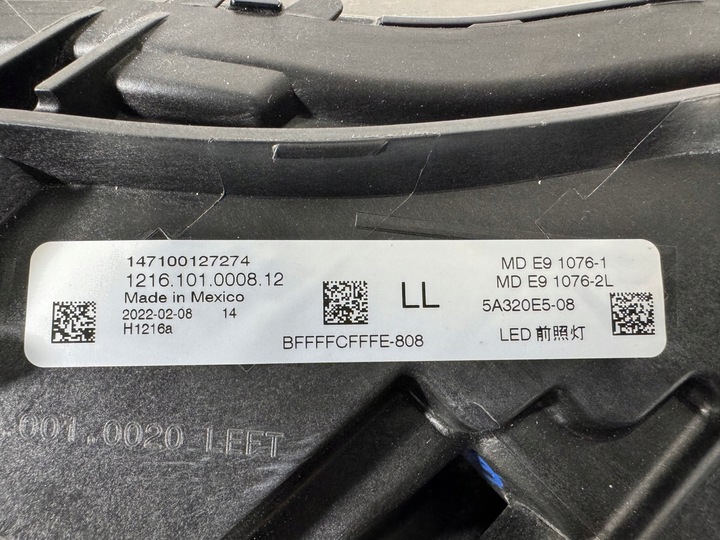 147100127274
1216.101.0008.12
Made in Mexico
2022-02-08 14
H1216a
LL
BFFFFCFFFE-808
MD E9 1076-1
MD E9 1076-2L
5A320E5-08
LED 前照灯
.001.0020 LEFT